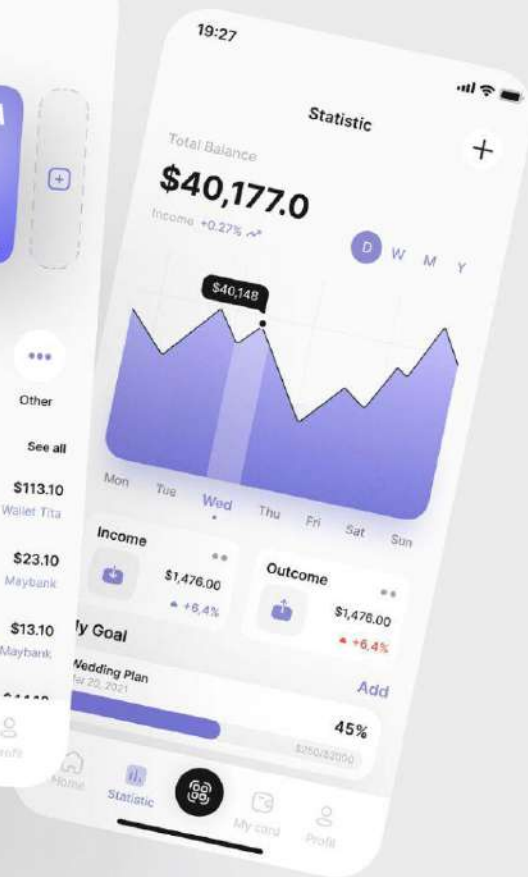 Other
See all
$113.10
Wallet Tita
$23.10
Maybank
$13.10
Maybank
19:27
Statistic
Total Balance
$40,177.0
Income +0.27%
D W M Y
$40,148
Mon Tue Wed Thu Fri Sat Sun
Income
$1,476.00
+6,4%
Outcome
$1,476.00
+6,4%
y Goal
Add
Wedding Plan
20, 2021
45%
$250/$2000
Home
Statistic
My card
Profil